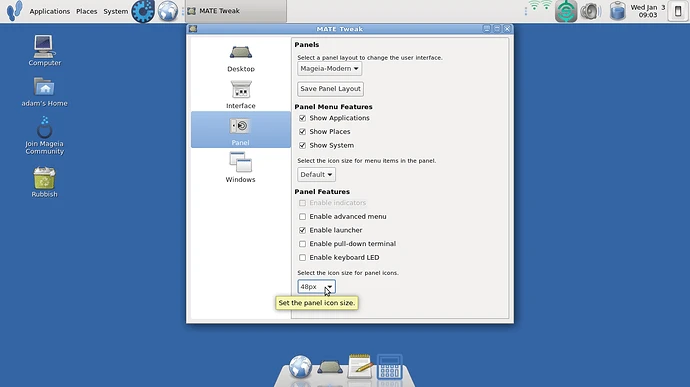 Applications Places System
MATE Tweak
Wed Jan 3
09:03
MATE Tweak
Computer
adam's Home
Join Mageia
Community
Rubbish
Desktop
Interface
Panel
Windows
Panels
Select a panel layout to change the user interface.
Mageia-Modern
Save Panel Layout
Panel Menu Features
Show Applications
Show Places
Show System
Select the icon size for menu items in the panel.
Default
Panel Features
Enable indicators
Enable advanced menu
Enable launcher
Enable pull-down terminal
Enable keyboard LED
Select the icon size for panel icons.
48px
Set the panel icon size.